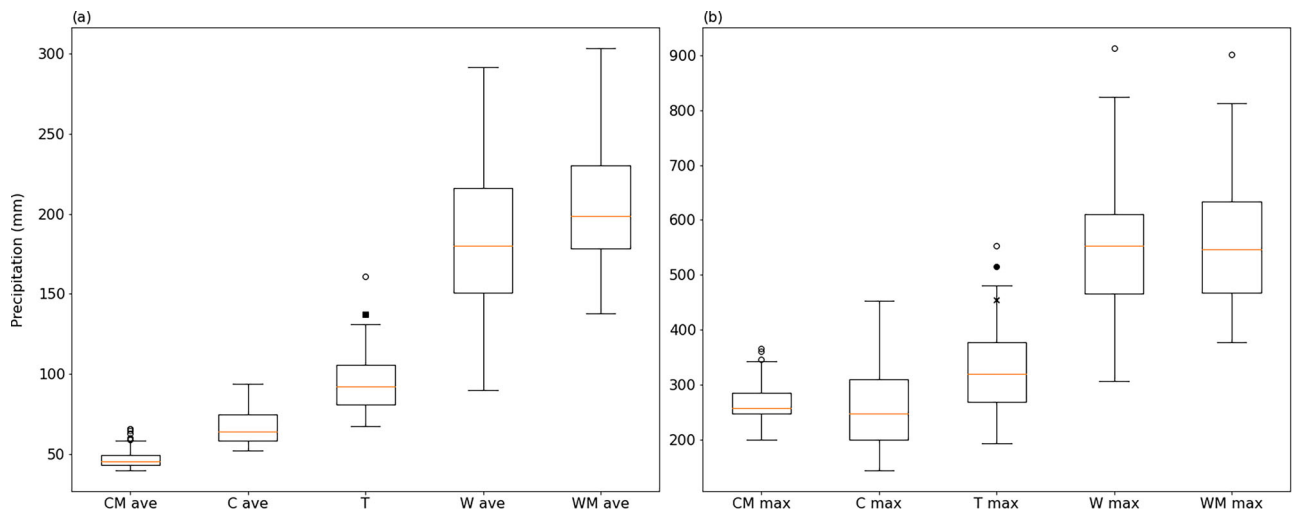 (a)
Precipitation (mm)
300
250
200
150
100
50
CM ave
C ave
T
W ave
WM ave
(b)
900
800
700
600
500
400
300
200
CM max
C max
T max
W max
WM max